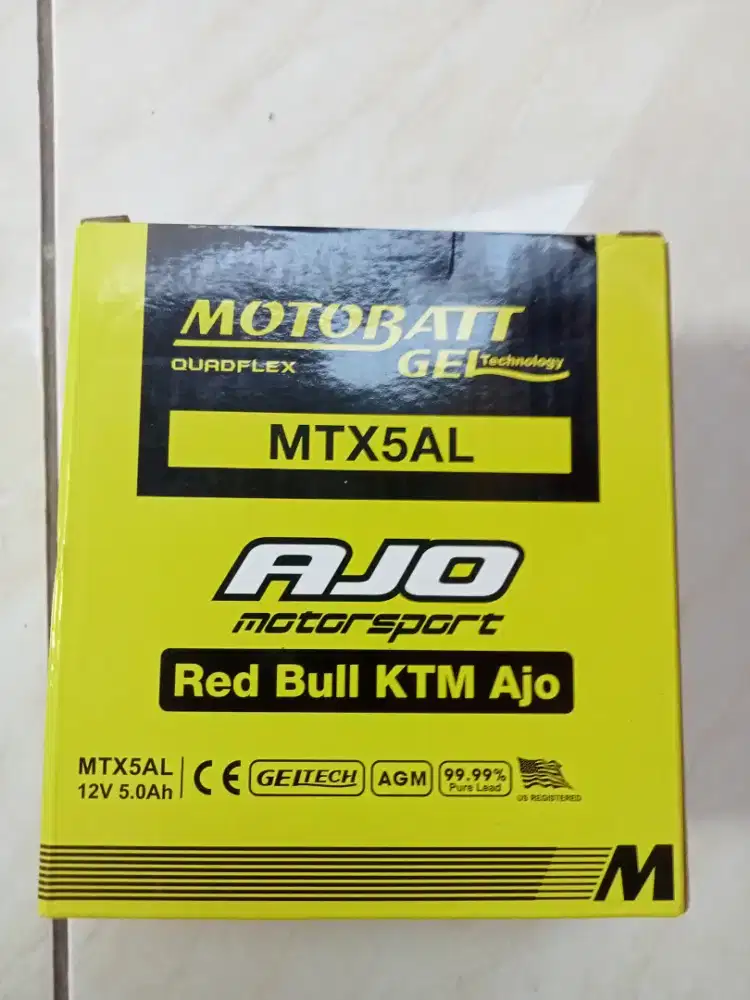 MOTOBATT
QUADFLEX GEL Technology
MTX5AL
AJO
motorsport
Red Bull KTM Ajo
MTX5AL
12V 5.0Ah
CE
GELTECH
AGM
99.99%
Pure Lead
US REGISTERED
M